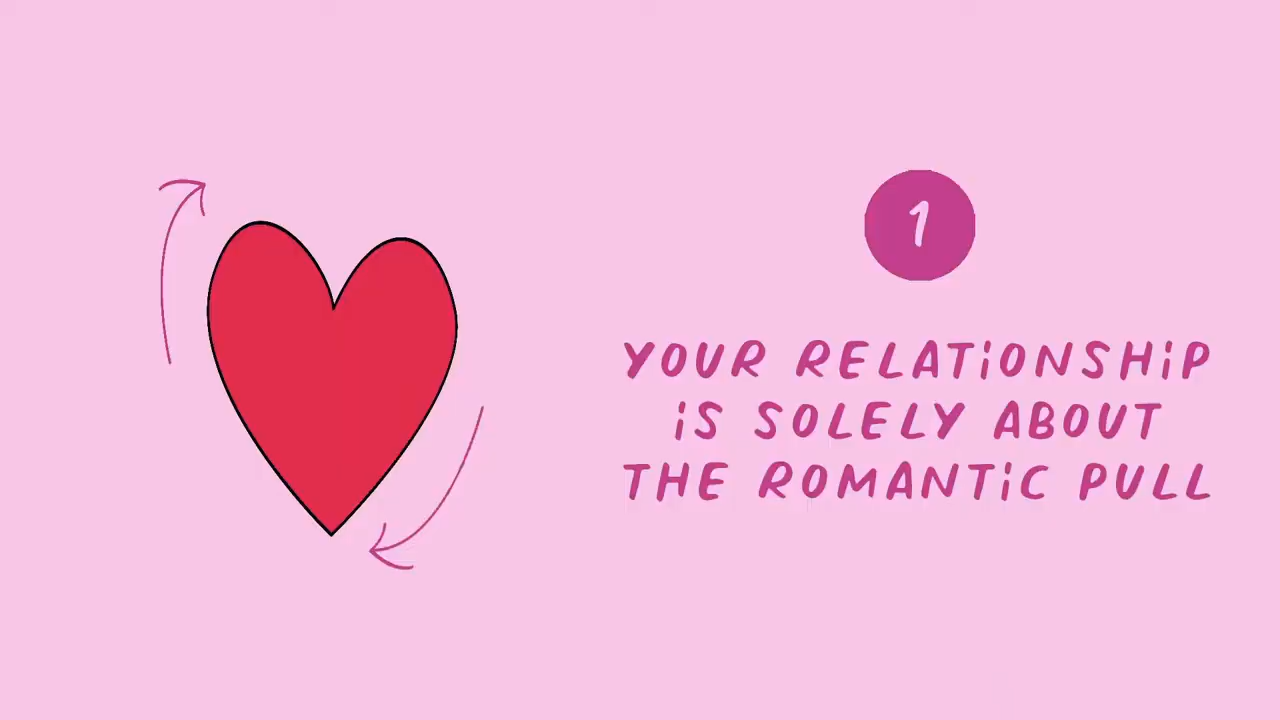 1
YOUR RELATIONSHIP
IS SOLELY ABOUT
THE ROMANTIC PULL